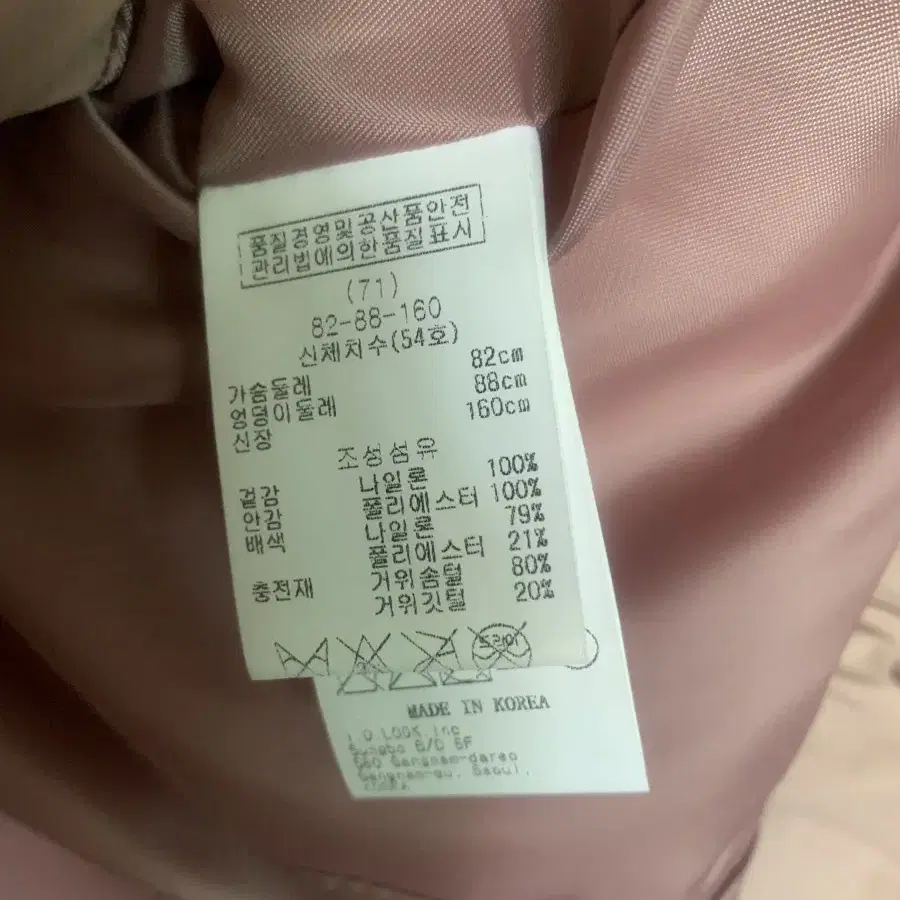 품질경영및공산품안전
관리법에의한품질표시
(71)
82-88-160
신체치수(54호)
가슴둘레 82cm
엉덩이둘레 88cm
신장 160cm
조성섬유
겉감 나일론 100%
안감 폴리에스터 100%
배색 나일론 79%
폴리에스터 21%
충전재 거위솜털 80%
거위깃털 20%
드라이
MADE IN KOREA
LOOK Inc
6F
Gangnam-daero
Gangnam-gu, Seoul,
KOREA